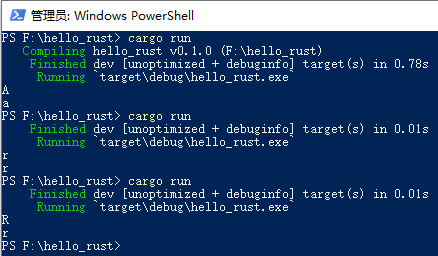 管理员: Windows PowerShell
PS F:\hello_rust> cargo run
Compiling hello_rust v0.1.0 (F:\hello_rust)
Finished dev [unoptimized + debuginfo] target(s) in 0.78s
Running `target\debug\hello_rust.exe`
A
a
PS F:\hello_rust> cargo run
Finished dev [unoptimized + debuginfo] target(s) in 0.01s
Running `target\debug\hello_rust.exe`
r
r
PS F:\hello_rust> cargo run
Finished dev [unoptimized + debuginfo] target(s) in 0.01s
Running `target\debug\hello_rust.exe`
R
r
PS F:\hello_rust>